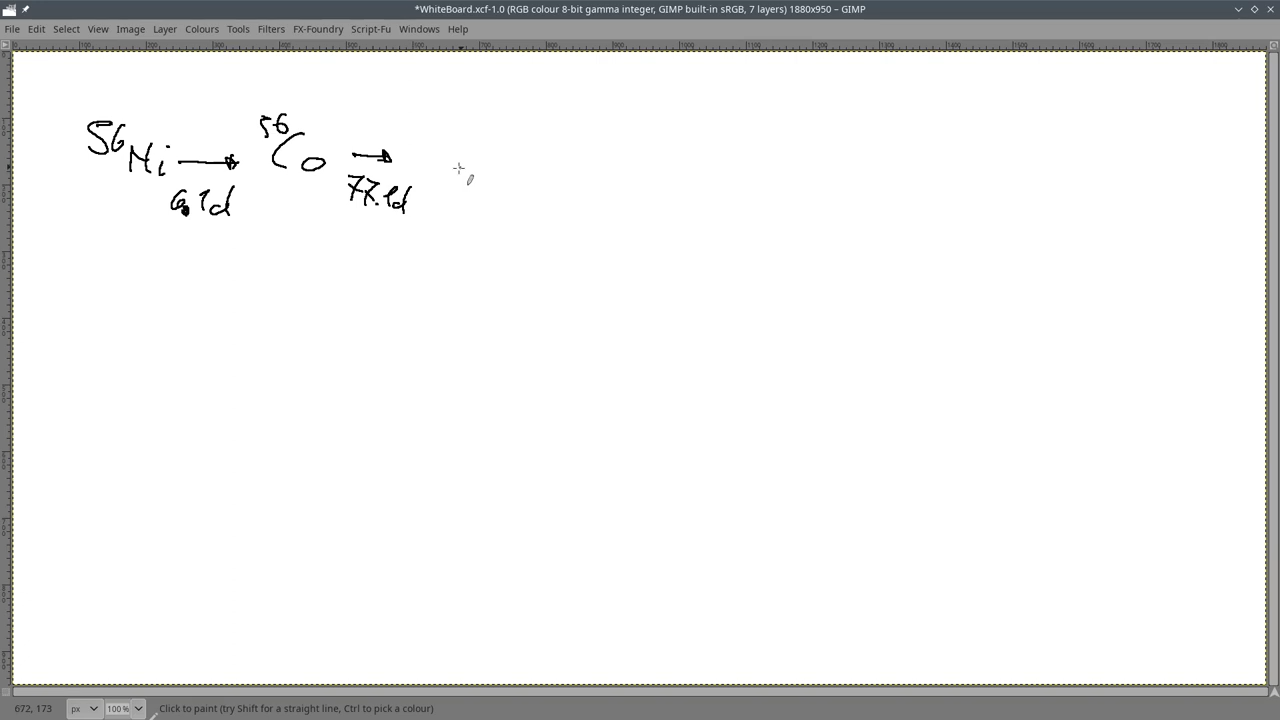 *WhiteBoard.xcf-1.0 (RGB colour 8-bit gamma integer, GIMP built-in sRGB, 7 layers) 1880x950 – GIMP
File Edit Select View Image Layer Colours Tools Filters FX-Foundry Script-Fu Windows Help
56Ni → 56Co →
6.1d 77.1d
672, 173 px 100% Click to paint (try Shift for a straight line, Ctrl to pick a colour)